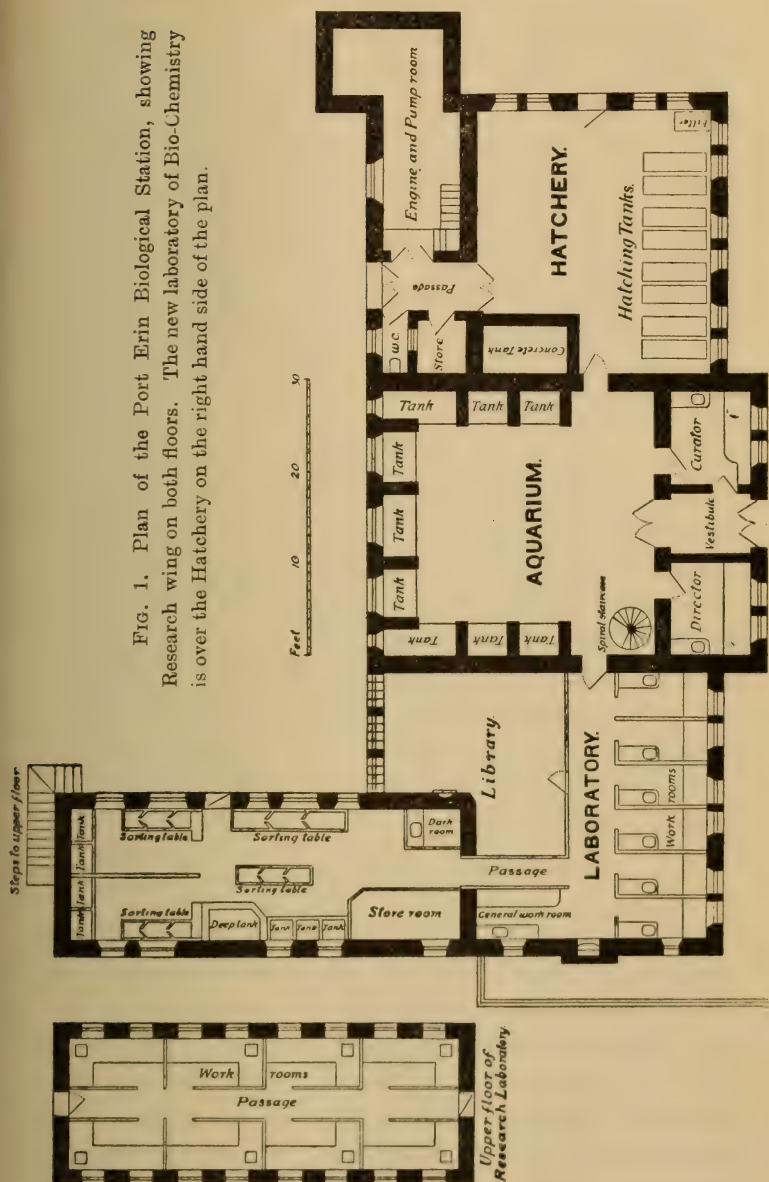 FIG. 1. Plan of the Port Erin Biological Station, showing
Research wing on both floors. The new laboratory of Bio-Chemistry
is over the Hatchery on the right hand side of the plan.
Feet
10
20
30
Steps to upper floor
Tank
Tank
Tank
Tank
Sorting table
Sorting table
Sorting table
Sorting table
Deep tank
Tank
Tank
Tank
Store room
Dark
room
Passage
Library.
General work room
LABORATORY.
Work rooms
Work rooms
Passage
Upper floor of
Research Laboratory
Tank
Tank
Tank
Tank
Tank
Tank
Tank
Tank
Tank
AQUARIUM.
Spiral staircase
Director
Vestibule
Curator
W.C.
Store
Passage
Engine and Pump room
Concrete Tank
HATCHERY.
Hatching Tanks.
Filter